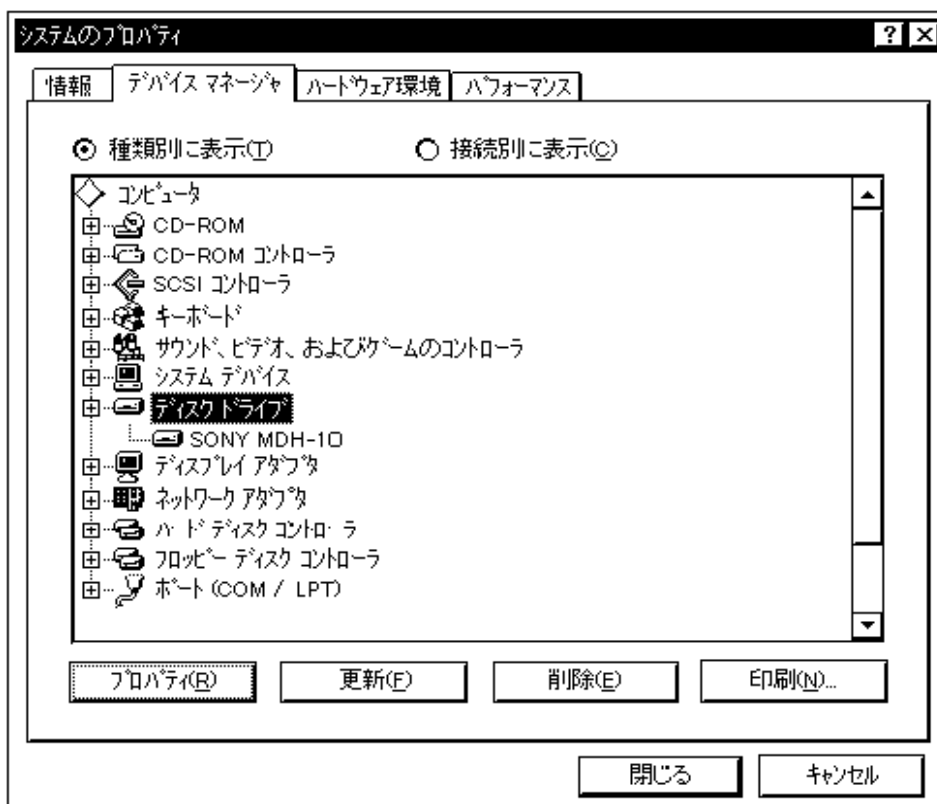 システムのプロパティ
情報 デバイス マネージャ ハードウェア環境 パフォーマンス
種類別に表示(T) 接続別に表示(C)
コンピュータ
CD-ROM
CD-ROM コントローラ
SCSI コントローラ
キーボード
サウンド、ビデオ、およびゲームのコントローラ
システム デバイス
ディスク ドライブ
SONY MDH-10
ディスプレイ アダプタ
ネットワーク アダプタ
ハード ディスク コントローラ
フロッピー ディスク コントローラ
ポート (COM / LPT)
プロパティ(R) 更新(F) 削除(E) 印刷(N)...
閉じる キャンセル